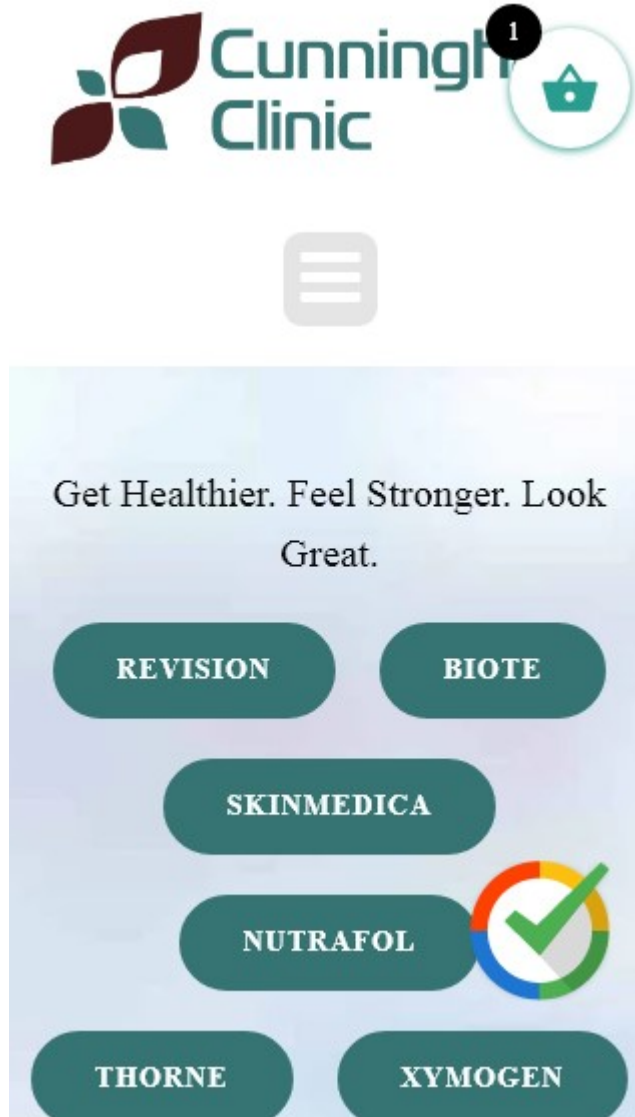 Cunningh
Clinic
1
Get Healthier. Feel Stronger. Look
Great.
REVISION
BIOTE
SKINMEDICA
NUTRAFOL
THORNE
XYMOGEN